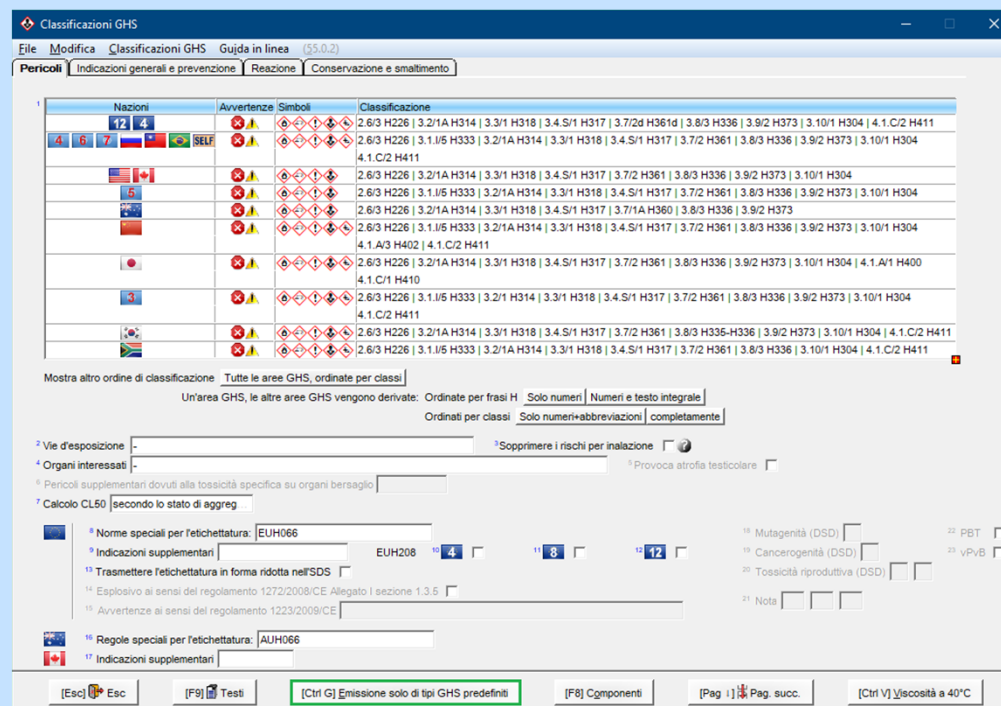 Classificazioni GHS
File Modifica Classificazioni GHS Guida in linea (§5.0.2)
Pericoli Indicazioni generali e prevenzione Reazione Conservazione e smaltimento
1 Nazioni Avvertenze Simboli Classificazione
12 4 2.6/3 H226 | 3.2/1A H314 | 3.3/1 H318 | 3.4.S/1 H317 | 3.7/2d H361d | 3.8/3 H336 | 3.9/2 H373 | 3.10/1 H304 | 4.1.C/2 H411
4 6 7 SELF 2.6/3 H226 | 3.1.I/5 H333 | 3.2/1A H314 | 3.3/1 H318 | 3.4.S/1 H317 | 3.7/2 H361 | 3.8/3 H336 | 3.9/2 H373 | 3.10/1 H304
4.1.C/2 H411
2.6/3 H226 | 3.2/1A H314 | 3.3/1 H318 | 3.4.S/1 H317 | 3.7/2 H361 | 3.8/3 H336 | 3.9/2 H373 | 3.10/1 H304
5 2.6/3 H226 | 3.1.I/5 H333 | 3.2/1A H314 | 3.3/1 H318 | 3.4.S/1 H317 | 3.7/2 H361 | 3.8/3 H336 | 3.9/2 H373 | 3.10/1 H304
2.6/3 H226 | 3.2/1A H314 | 3.3/1 H318 | 3.4.S/1 H317 | 3.7/1A H360 | 3.8/3 H336 | 3.9/2 H373
2.6/3 H226 | 3.1.I/5 H333 | 3.2/1A H314 | 3.3/1 H318 | 3.4.S/1 H317 | 3.7/2 H361 | 3.8/3 H336 | 3.9/2 H373 | 3.10/1 H304
4.1.A/3 H402 | 4.1.C/2 H411
2.6/3 H226 | 3.2/1A H314 | 3.3/1 H318 | 3.4.S/1 H317 | 3.7/2 H361 | 3.8/3 H336 | 3.9/2 H373 | 3.10/1 H304 | 4.1.A/1 H400
4.1.C/1 H410
3 2.6/3 H226 | 3.1.I/5 H333 | 3.2/1 H314 | 3.3/1 H318 | 3.4.S/1 H317 | 3.7/2 H361 | 3.8/3 H336 | 3.9/2 H373 | 3.10/1 H304
4.1.C/2 H411
2.6/3 H226 | 3.2/1A H314 | 3.3/1 H318 | 3.4.S/1 H317 | 3.7/2 H361 | 3.8/3 H335-H336 | 3.9/2 H373 | 3.10/1 H304 | 4.1.C/2 H411
2.6/3 H226 | 3.1.I/5 H333 | 3.2/1A H314 | 3.3/1 H318 | 3.4.S/1 H317 | 3.7/2 H361 | 3.8/3 H336 | 3.10/1 H304 | 4.1.C/2 H411
Mostra altro ordine di classificazione Tutte le aree GHS, ordinate per classi
Un'area GHS, le altre aree GHS vengono derivate: Ordinate per frasi H Solo numeri Numeri e testo integrale
Ordinati per classi Solo numeri+abbreviazioni completamente
2 Vie d'esposizione - 3 Sopprimere i rischi per inalazione
4 Organi interessati - 5 Provoca atrofia testicolare
6 Pericoli supplementari dovuti alla tossicità specifica su organi bersaglio
7 Calcolo CL50 secondo lo stato di aggreg...
8 Norme speciali per l'etichettatura: EUH066 18 Mutagenità (DSD) 22 PBT
9 Indicazioni supplementari EUH208 10 4 11 8 12 12 19 Cancerogenità (DSD) 23 vPvB
13 Trasmettere l'etichettatura in forma ridotta nell'SDS 20 Tossicità riproduttiva (DSD)
14 Esplosivo ai sensi del regolamento 1272/2008/CE Allegato I sezione 1.3.5
15 Avvertenze ai sensi del regolamento 1223/2009/CE 21 Nota
16 Regole speciali per l'etichettatura: AUH066
17 Indicazioni supplementari
[Esc] Esc [F9] Testi [Ctrl G] Emissione solo di tipi GHS predefiniti [F8] Componenti [Pag ↓] Pag. succ. [Ctrl V] Viscosità a 40°C